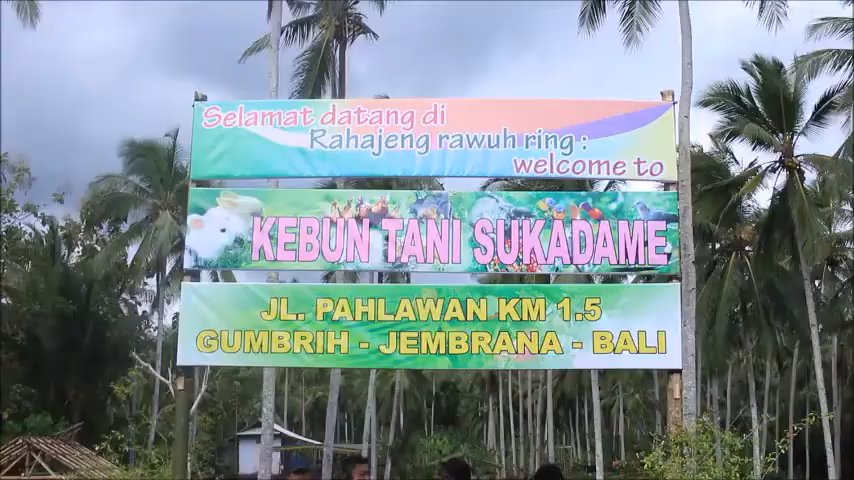 Selamat datang di
Rahajeng rawuh ring :
welcome to
KEBUN TANI SUKADAME
JL. PAHLAWAN KM 1.5
GUMBRIH - JEMBRANA - BALI